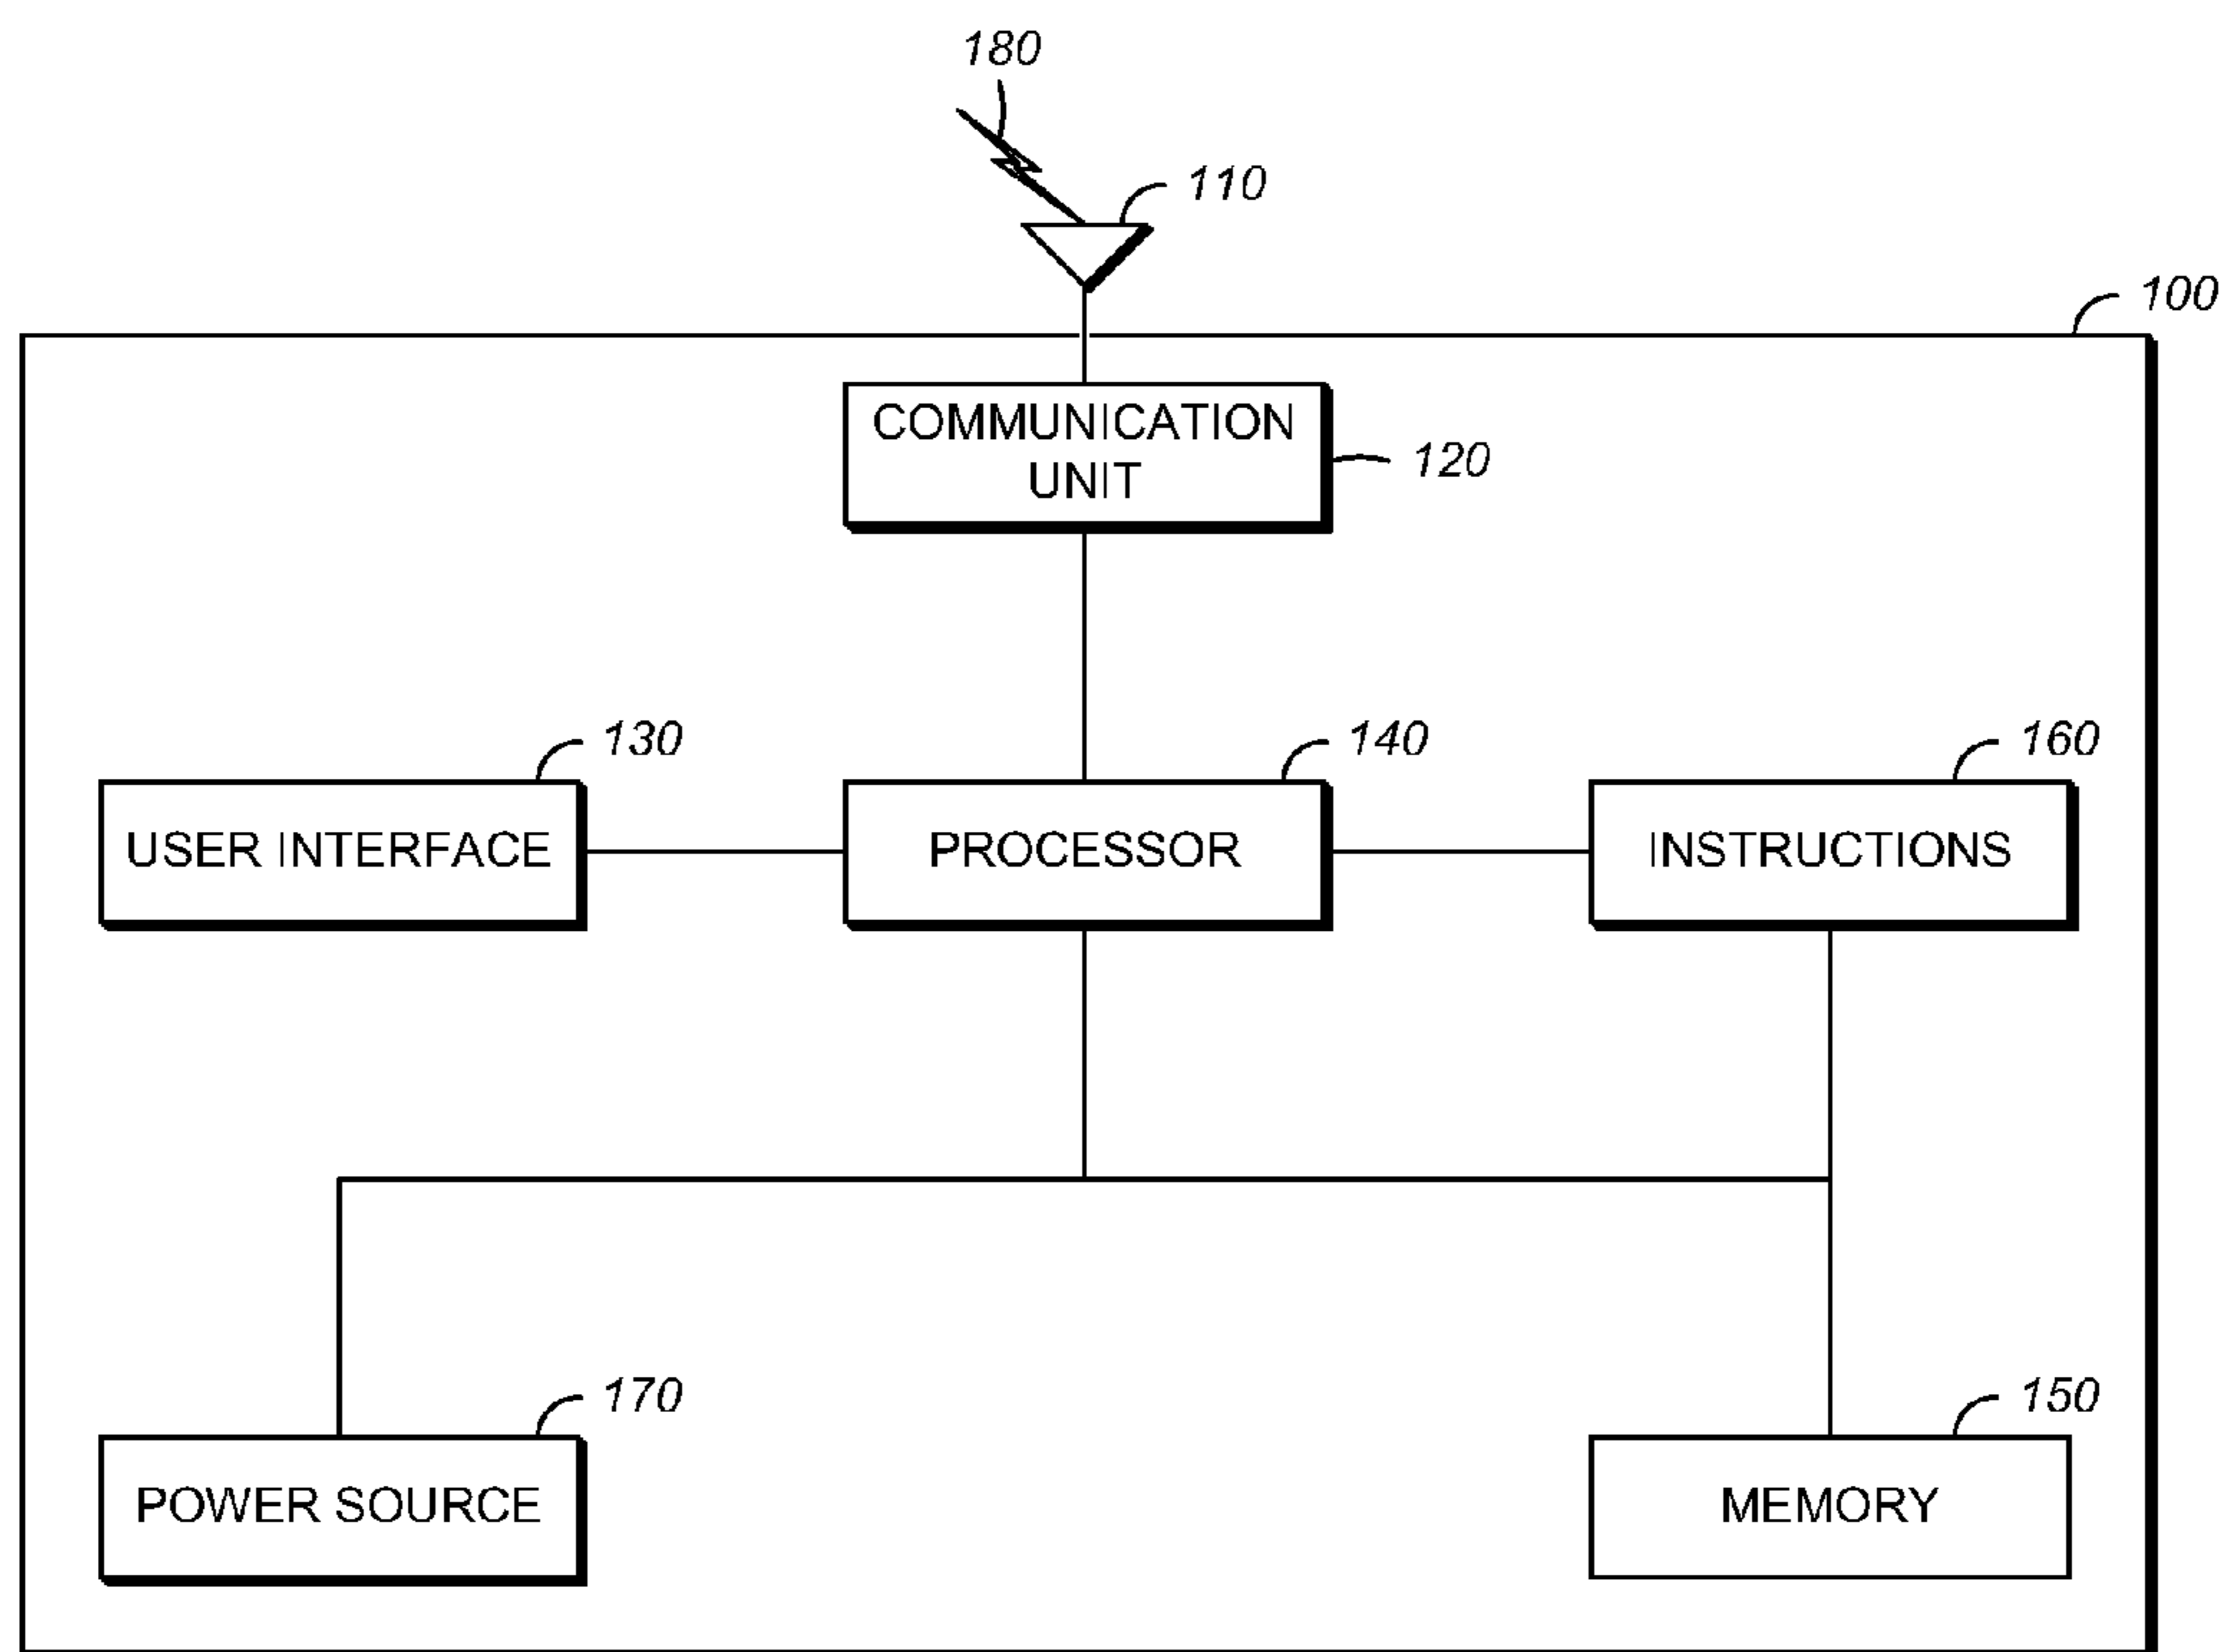 180
110
100
COMMUNICATION
UNIT
120
130
140
160
USER INTERFACE
PROCESSOR
INSTRUCTIONS
170
150
POWER SOURCE
MEMORY